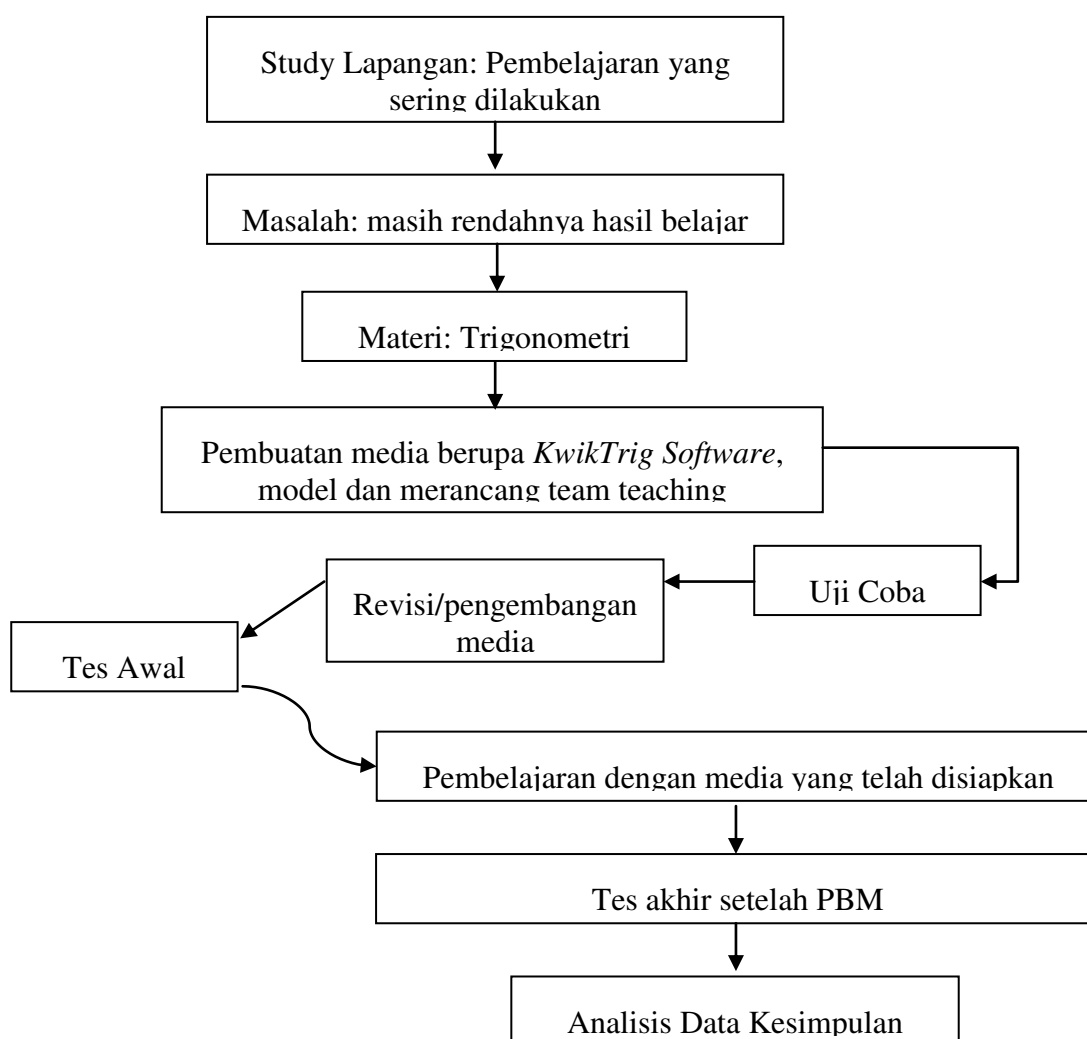 Study Lapangan: Pembelajaran yang
sering dilakukan
Masalah: masih rendahnya hasil belajar
Materi: Trigonometri
Pembuatan media berupa KwikTrig Software,
model dan merancang team teaching
Uji Coba
Revisi/pengembangan
media
Tes Awal
Pembelajaran dengan media yang telah disiapkan
Tes akhir setelah PBM
Analisis Data Kesimpulan